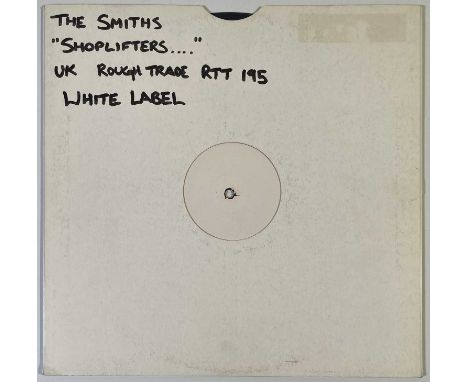 THE SMITHS
"SHOPLIFTERS...."
UK ROUGH TRADE RTT 195
WHITE LABEL